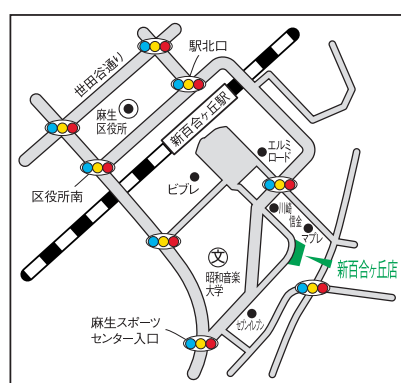 駅北口
世田谷通り
麻生
区役所
新百合ヶ丘駅
エルミ
ロード
区役所南
ビブレ
川崎
信金
マプレ
昭和音楽
大学
文
新百合ヶ丘店
セブンイレブン
麻生スポーツ
センター入口